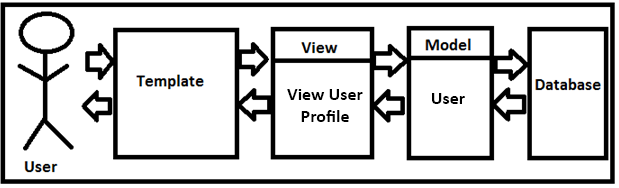 User
Template
View
View User
Profile
Model
User
Database